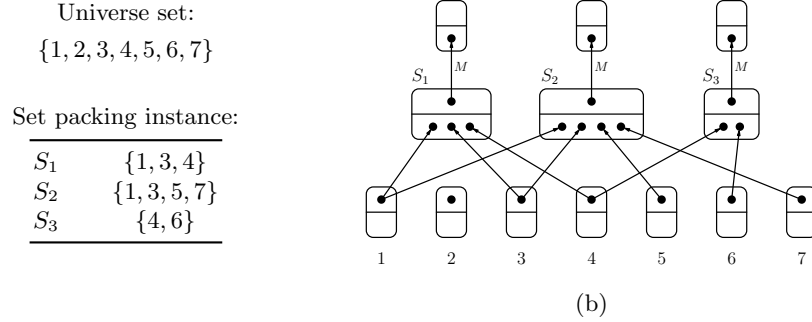 Universe set:
{1, 2, 3, 4, 5, 6, 7}
Set packing instance:
S1 {1, 3, 4}
S2 {1, 3, 5, 7}
S3 {4, 6}
M M M
S1 S2 S3
1 2 3 4 5 6 7
(b)